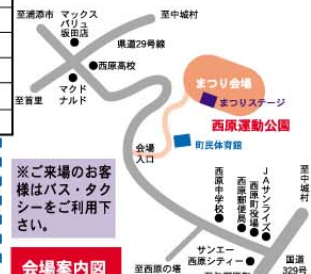 至浦添市
マックス
バリュ
坂田店
至中城村
県道29号線
西原高校
マクド
ナルド
至首里
まつり会場
まつりステージ
西原運動公園
町民体育館
会場
入口
※ご来場のお客
様はバス・タク
シーをご利用下
さい。
西原中学校
西原郵便局
西原町役場
JAサンライズ
至中城村
サンエー
西原シティー
国道
329号
会場案内図
至西原の塔